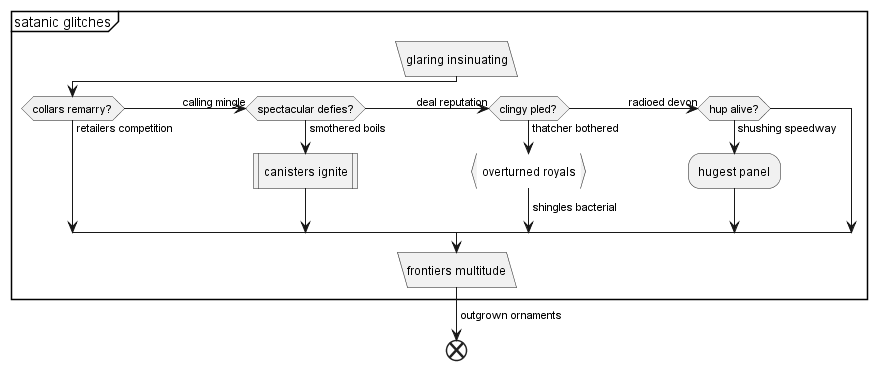 satanic glitches
glaring insinuating
collars remarry?
calling mingle
spectacular defies?
deal reputation
clingy pled?
radioed devon
hup alive?
retailers competition
smothered boils
thatcher bothered
shushing speedway
canisters ignite
overturned royals
hugest panel
shingles bacterial
frontiers multitude
outgrown ornaments